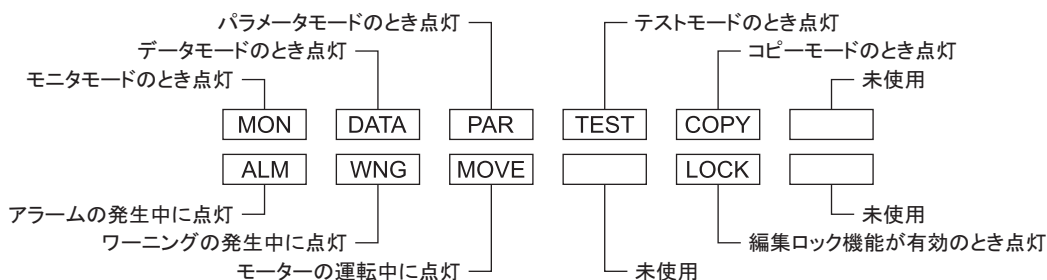 パラメータモードのとき点灯
テストモードのとき点灯
データモードのとき点灯
コピーモードのとき点灯
モニタモードのとき点灯
未使用
MON DATA PAR TEST COPY
ALM WNG MOVE LOCK
アラームの発生中に点灯
未使用
ワーニングの発生中に点灯
編集ロック機能が有効のとき点灯
モーターの運転中に点灯
未使用